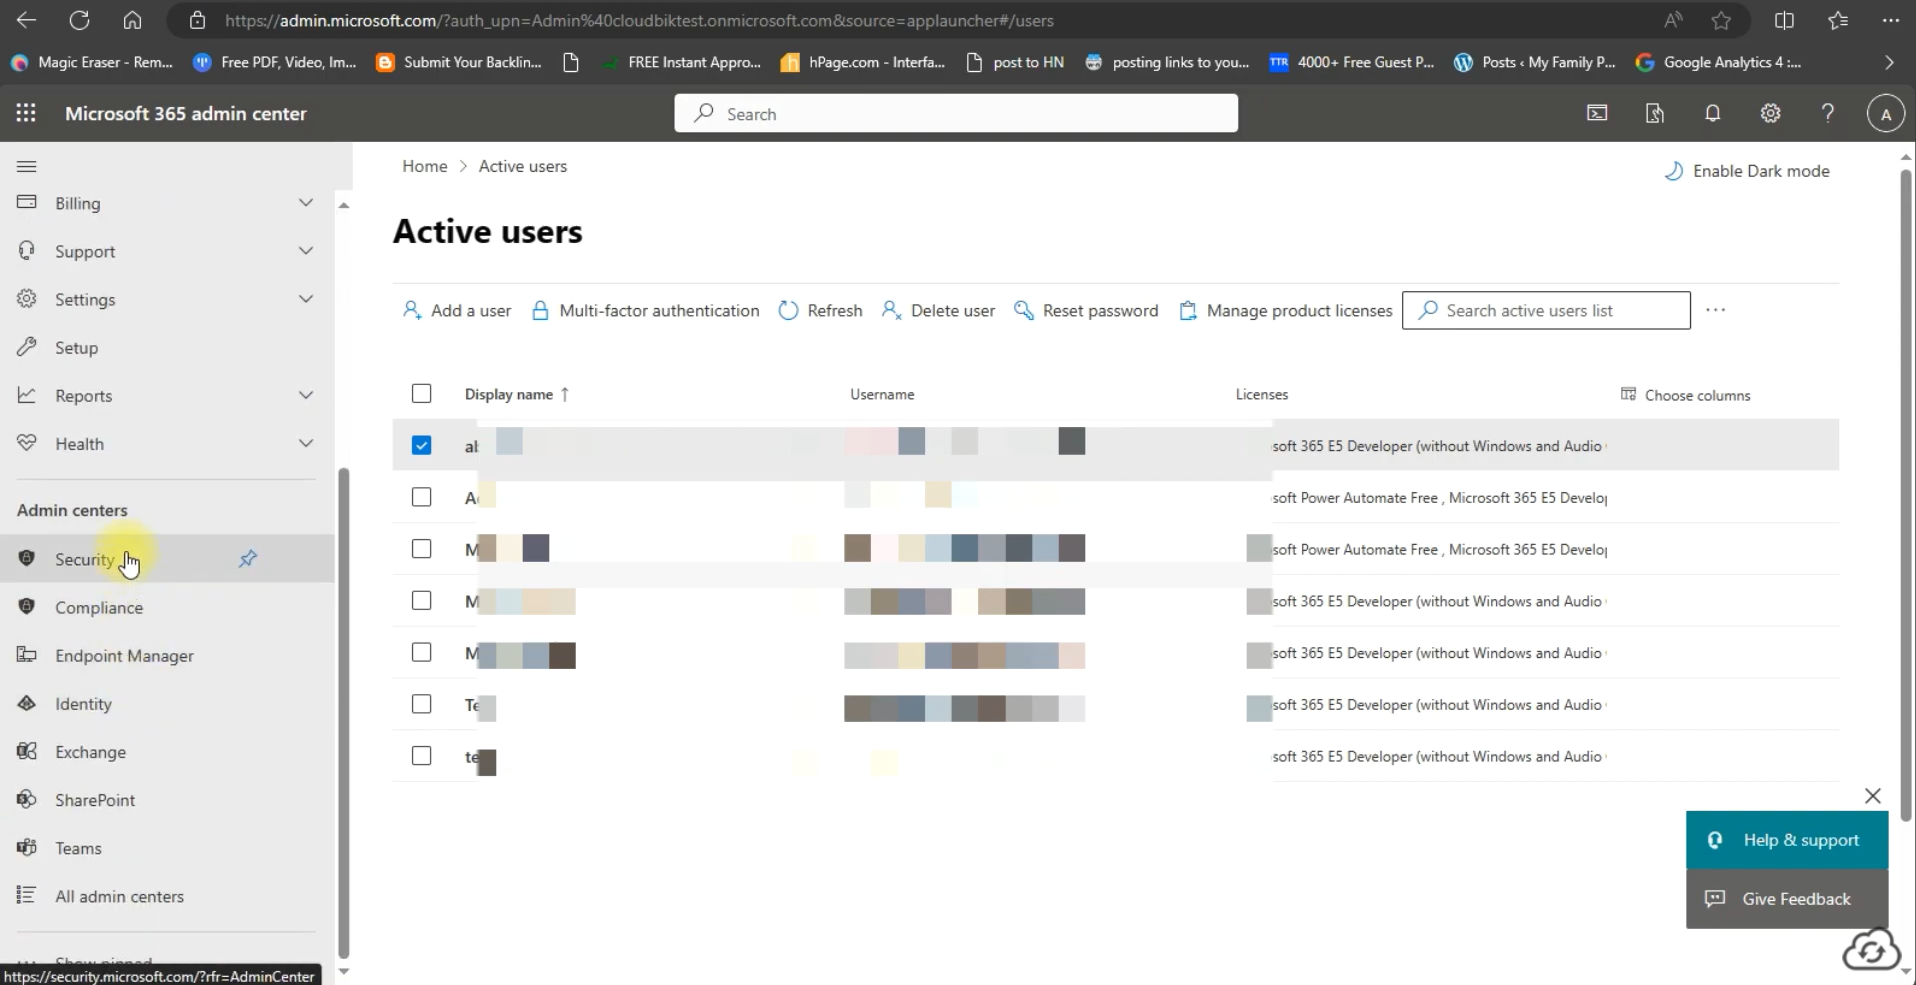 https://admin.microsoft.com/?auth_upn=Admin%40cloudbiktest.onmicrosoft.com&source=applauncher#/users
Magic Eraser - Rem... Free PDF, Video, Im... Submit Your Backlin... FREE Instant Appro... hPage.com - Interfa... post to HN posting links to you... TTR 4000+ Free Guest P... Posts ‹ My Family P... Google Analytics 4 :...
Microsoft 365 admin center
Search
A
Billing
Support
Settings
Setup
Reports
Health
Admin centers
Security
Compliance
Endpoint Manager
Identity
Exchange
SharePoint
Teams
All admin centers
https://security.microsoft.com/?rfr=AdminCenter
Home > Active users
Enable Dark mode
Active users
Add a user Multi-factor authentication Refresh Delete user Reset password Manage product licenses Search active users list ...
Display name ↑ Username Licenses Choose columns
soft 365 E5 Developer (without Windows and Audio
soft Power Automate Free , Microsoft 365 E5 Develo
M soft Power Automate Free , Microsoft 365 E5 Develo
M soft 365 E5 Developer (without Windows and Audio
M soft 365 E5 Developer (without Windows and Audio
Te soft 365 E5 Developer (without Windows and Audio
te soft 365 E5 Developer (without Windows and Audio
Help & support
Give Feedback